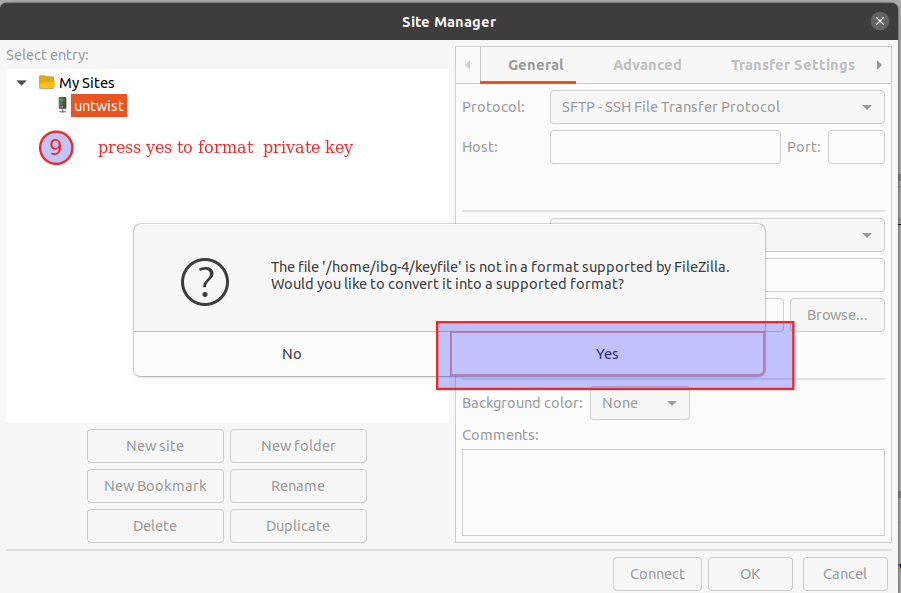 Site Manager
Select entry:
My Sites
untwist
9
press yes to format private key
General
Advanced
Transfer Settings
Protocol:
SFTP - SSH File Transfer Protocol
Host:
Port:
The file '/home/ibg-4/keyfile' is not in a format supported by FileZilla.
Would you like to convert it into a supported format?
Browse...
No
Yes
Background color:
None
Comments:
New site
New folder
New Bookmark
Rename
Delete
Duplicate
Connect
OK
Cancel